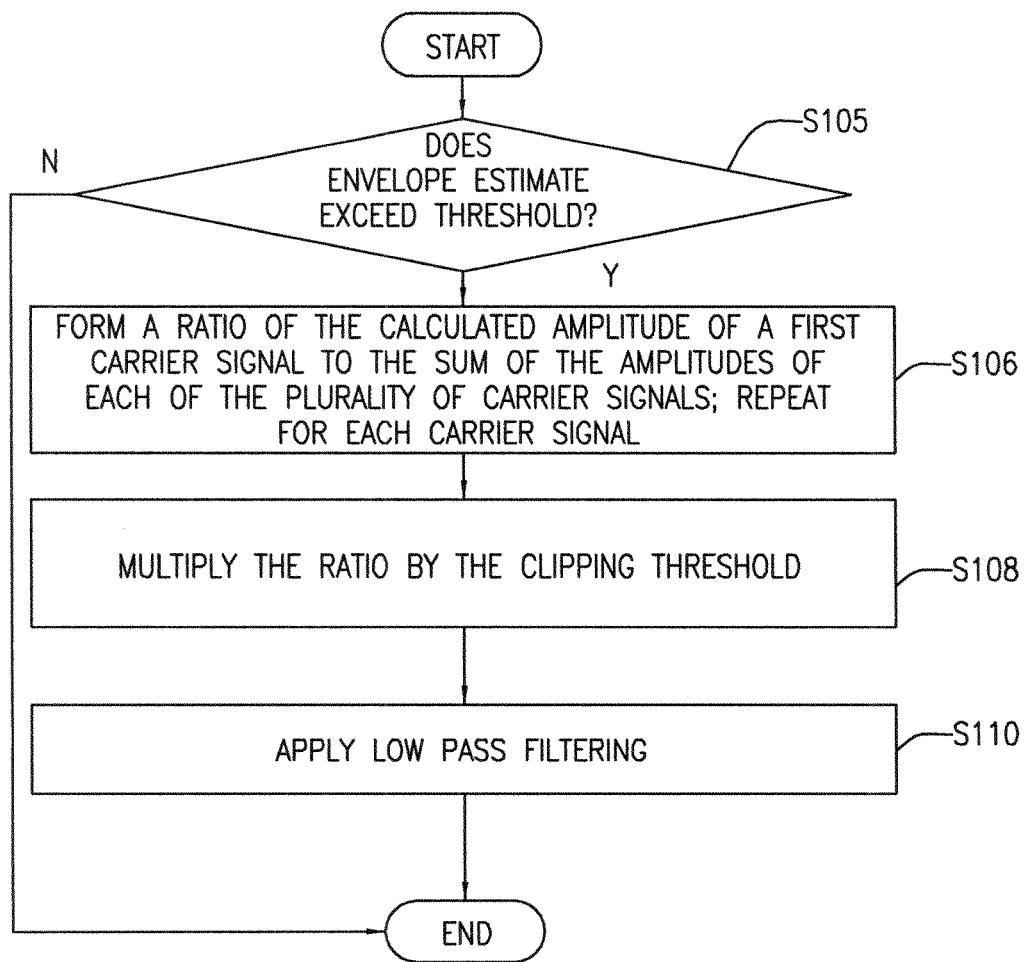 START
S105
N
DOES
ENVELOPE ESTIMATE
EXCEED THRESHOLD?
Y
FORM A RATIO OF THE CALCULATED AMPLITUDE OF A FIRST
CARRIER SIGNAL TO THE SUM OF THE AMPLITUDES OF
EACH OF THE PLURALITY OF CARRIER SIGNALS; REPEAT
FOR EACH CARRIER SIGNAL
S106
MULTIPLY THE RATIO BY THE CLIPPING THRESHOLD
S108
APPLY LOW PASS FILTERING
S110
END